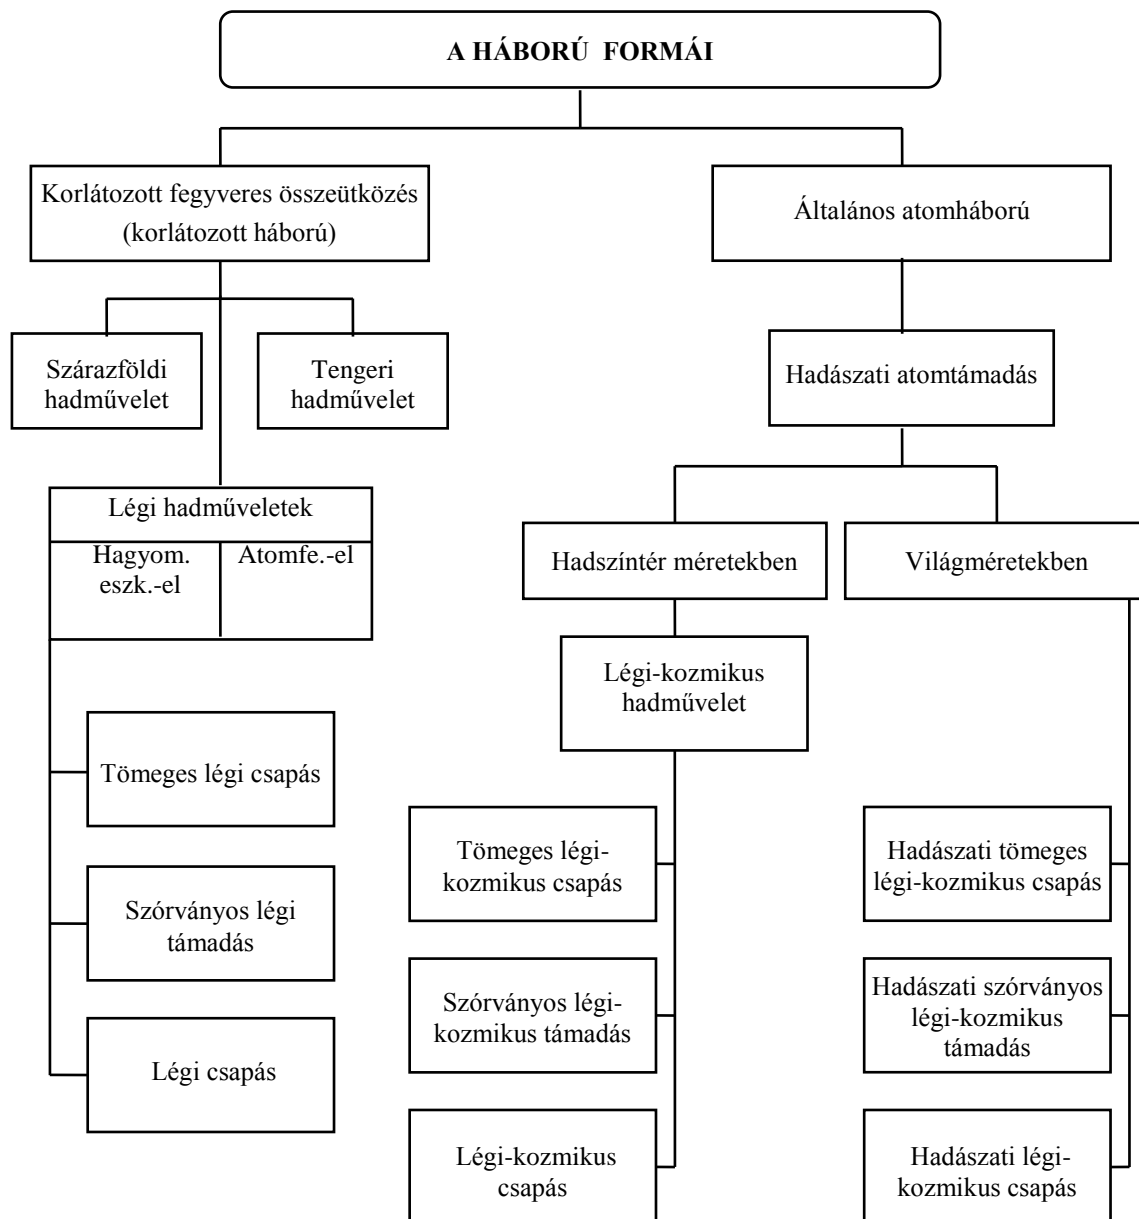 A HÁBORÚ FORMÁI
Korlátozott fegyveres összeütközés
(korlátozott háború)
Általános atomháború
Szárazföldi
hadművelet
Tengeri
hadművelet
Hadászati atomtámadás
Légi hadműveletek
Hagyom.
eszk.-el
Atomfe.-el
Hadszíntér méretekben
Világméretekben
Légi-kozmikus
hadművelet
Tömeges légi csapás
Szórványos légi
támadás
Légi csapás
Tömeges légi-
kozmikus csapás
Szórványos légi-
kozmikus támadás
Légi-kozmikus
csapás
Hadászati tömeges
légi-kozmikus csapás
Hadászati szórványos
légi-kozmikus
támadás
Hadászati légi-
kozmikus csapás